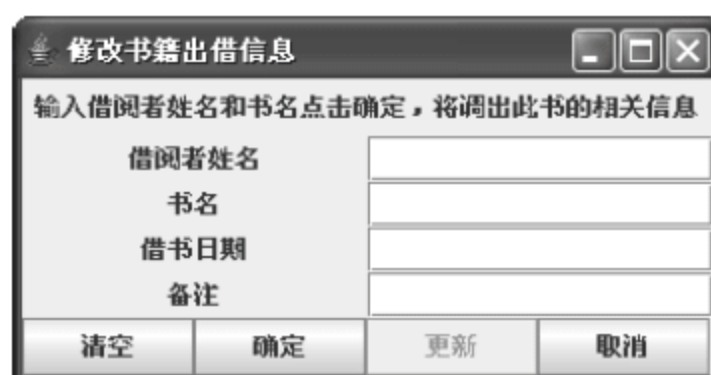 修改书籍出借信息
输入借阅者姓名和书名点击确定，将调出此书的相关信息
借阅者姓名
书名
借书日期
备注
清空 确定 更新 取消